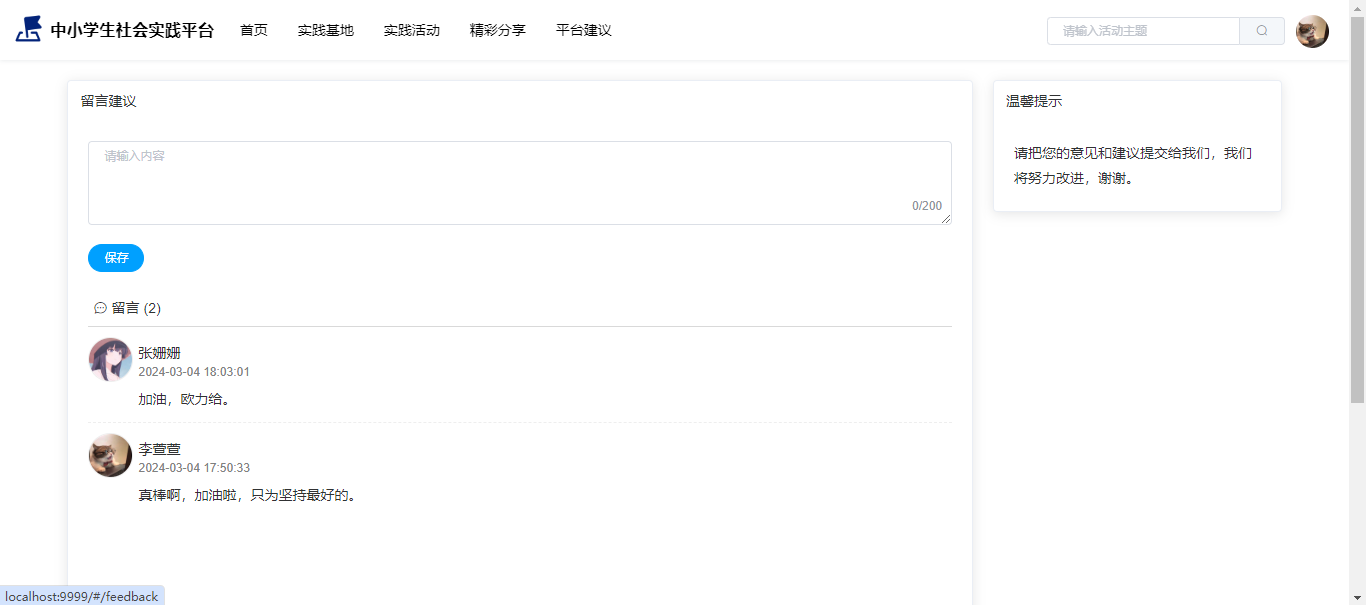 中小学生社会实践平台 首页 实践基地 实践活动 精彩分享 平台建议 请输入活动主题
留言建议
请输入内容
0/200
保存
留言 (2)
张姗姗
2024-03-04 18:03:01
加油，欧力给。
李萱萱
2024-03-04 17:50:33
真棒啊，加油啦，只为坚持最好的。
温馨提示
请把您的意见和建议提交给我们，我们
将努力改进，谢谢。
localhost:9999/#/feedback